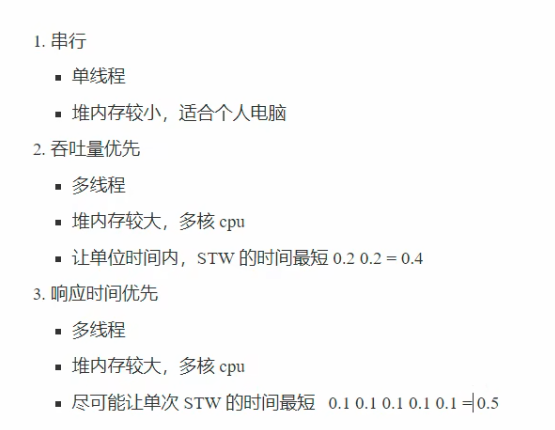 1. 串行
▪ 单线程
▪ 堆内存较小，适合个人电脑
2. 吞吐量优先
▪ 多线程
▪ 堆内存较大，多核 cpu
▪ 让单位时间内，STW 的时间最短 0.2 0.2 = 0.4
3. 响应时间优先
▪ 多线程
▪ 堆内存较大，多核 cpu
▪ 尽可能让单次 STW 的时间最短 0.1 0.1 0.1 0.1 0.1 = 0.5